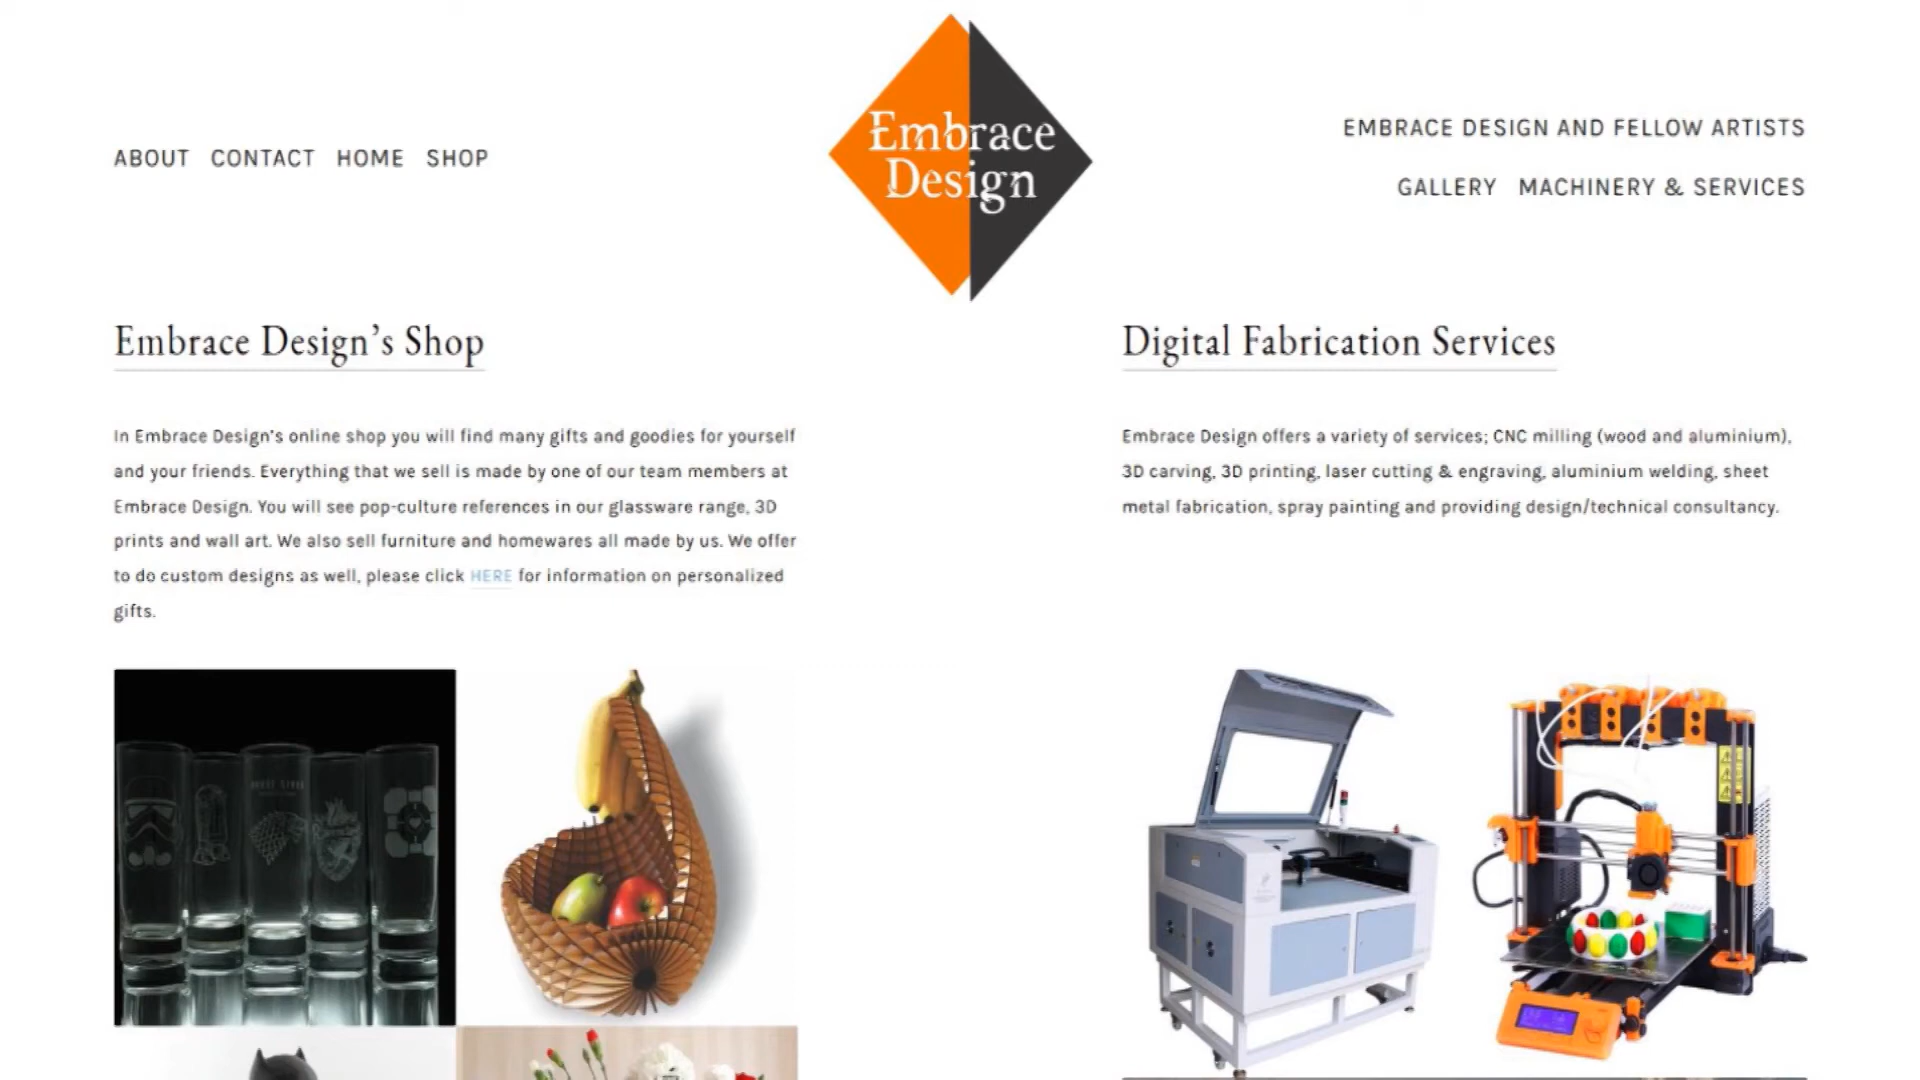 ABOUT CONTACT HOME SHOP
Embrace
Design
EMBRACE DESIGN AND FELLOW ARTISTS
GALLERY MACHINERY & SERVICES
Embrace Design's Shop
In Embrace Design's online shop you will find many gifts and goodies for yourself
and your friends. Everything that we sell is made by one of our team members at
Embrace Design. You will see pop-culture references in our glassware range, 3D
prints and wall art. We also sell furniture and homewares all made by us. We offer
to do custom designs as well, please click HERE for information on personalized
gifts.
Digital Fabrication Services
Embrace Design offers a variety of services; CNC milling (wood and aluminium),
3D carving, 3D printing, laser cutting & engraving, aluminium welding, sheet
metal fabrication, spray painting and providing design/technical consultancy.